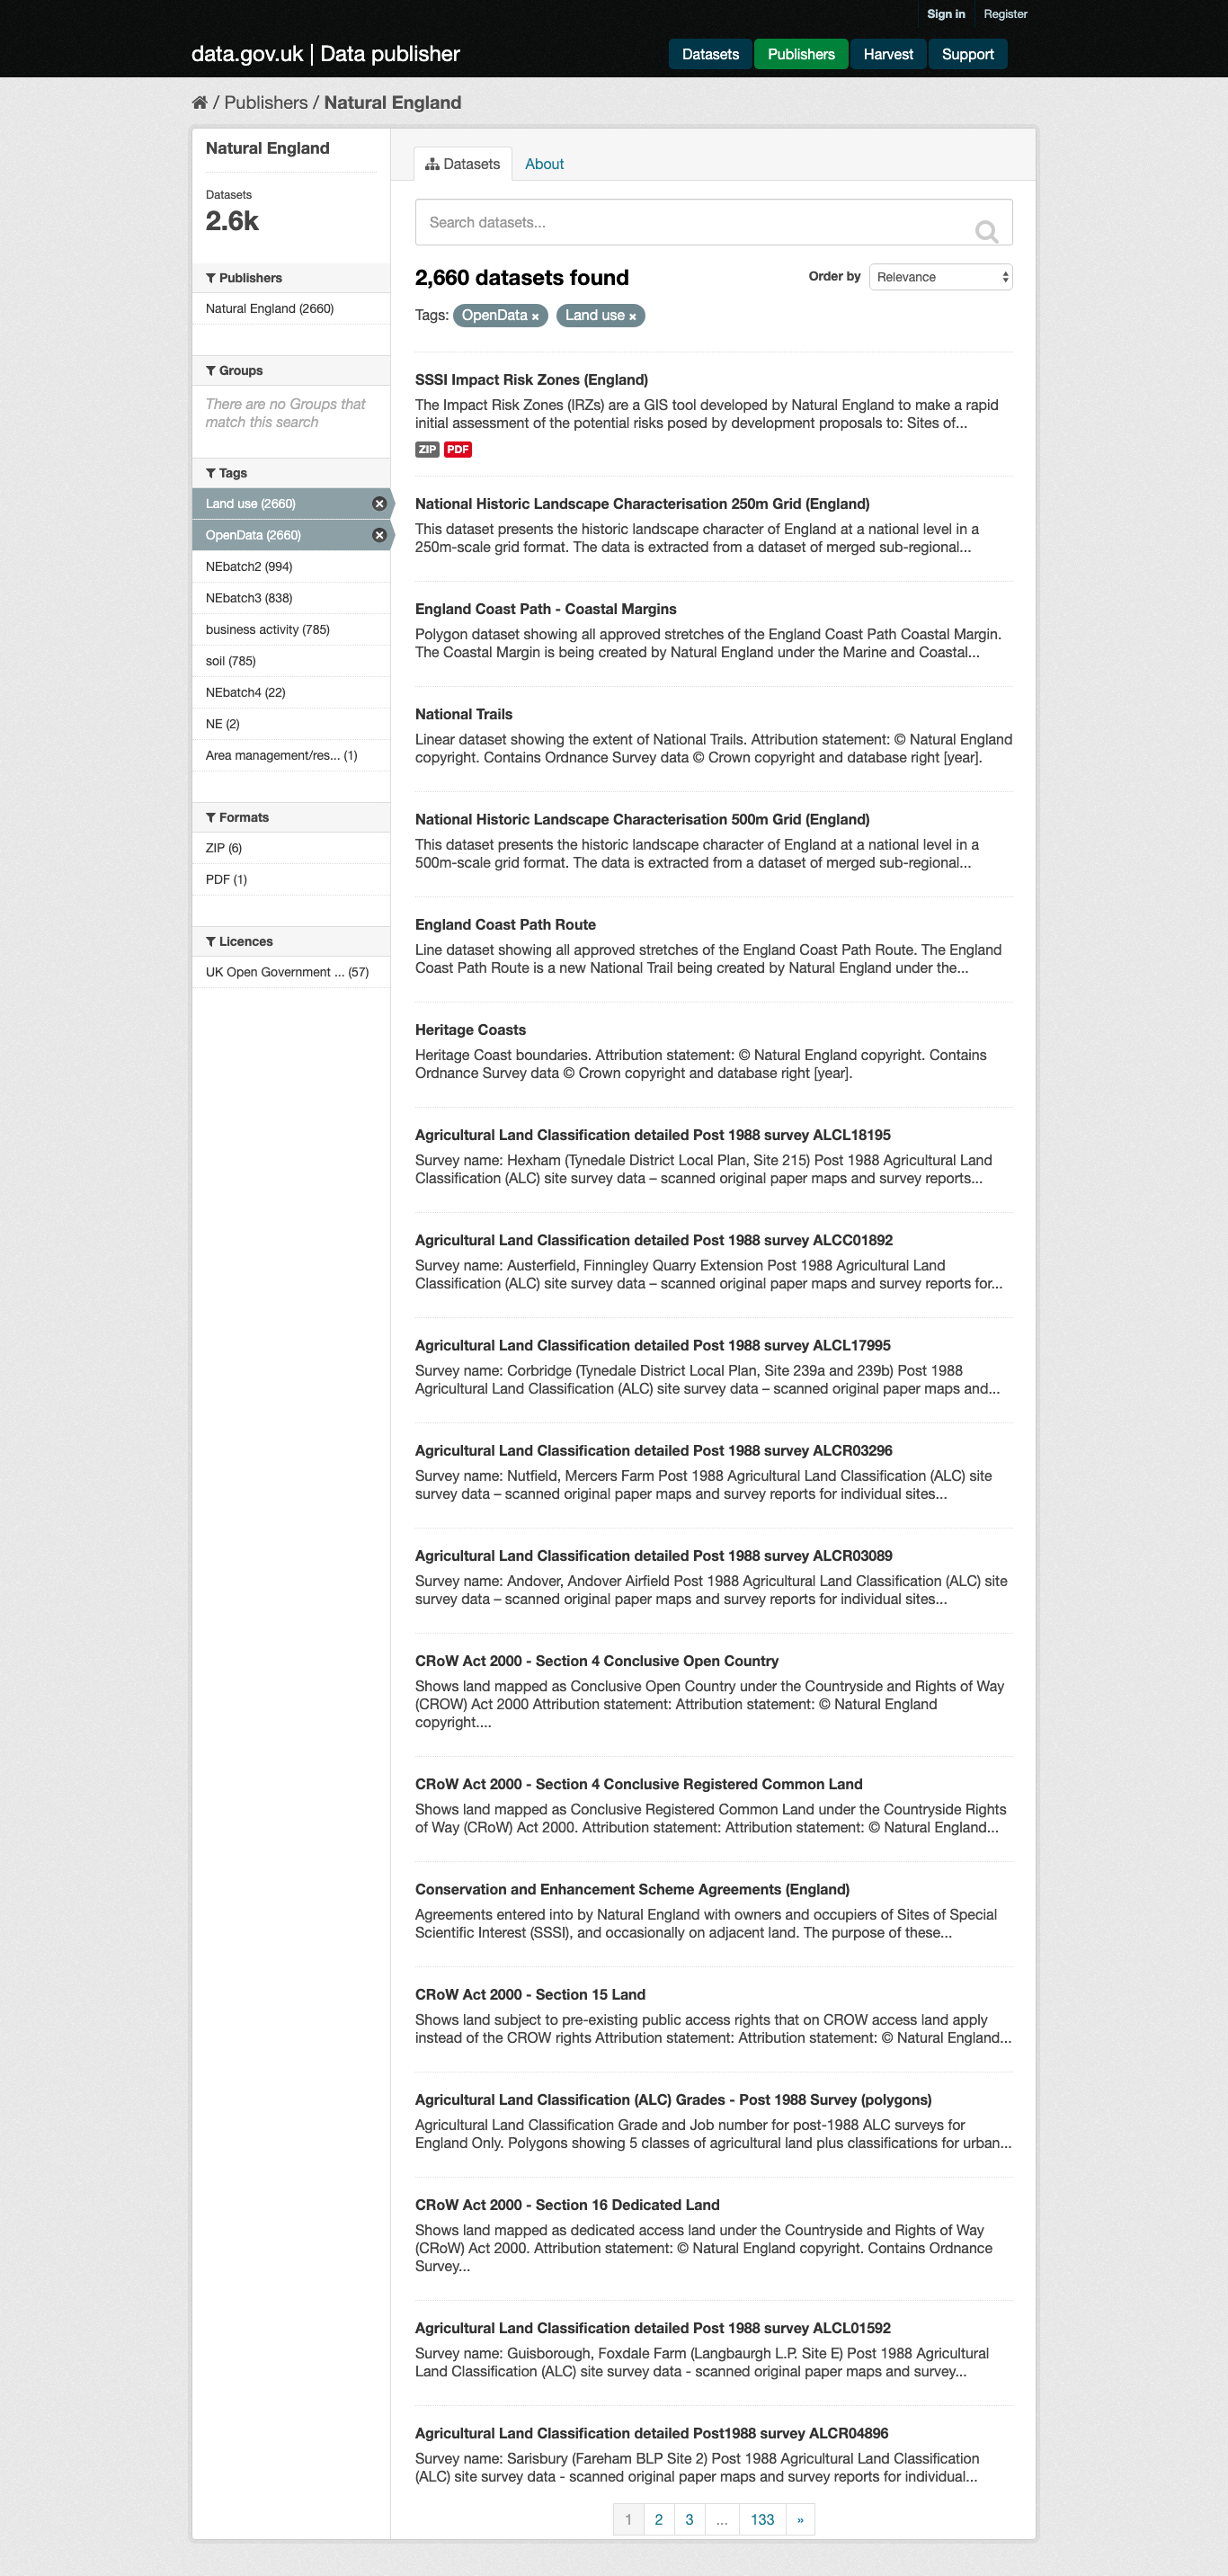 Sign in
Register
data.gov.uk | Data publisher
Datasets
Publishers
Harvest
Support
/ Publishers / Natural England
Natural England
Datasets
2.6k
Publishers
Natural England (2660)
Groups
There are no Groups that
match this search
Tags
Land use (2660)
OpenData (2660)
NEbatch2 (994)
NEbatch3 (838)
business activity (785)
soil (785)
NEbatch4 (22)
NE (2)
Area management/res... (1)
Formats
ZIP (6)
PDF (1)
Licences
UK Open Government ... (57)
Datasets
About
Search datasets...
2,660 datasets found
Order by
Relevance
Tags: OpenData × Land use ×
SSSI Impact Risk Zones (England)
The Impact Risk Zones (IRZs) are a GIS tool developed by Natural England to make a rapid
initial assessment of the potential risks posed by development proposals to: Sites of...
ZIP PDF
National Historic Landscape Characterisation 250m Grid (England)
This dataset presents the historic landscape character of England at a national level in a
250m-scale grid format. The data is extracted from a dataset of merged sub-regional...
England Coast Path - Coastal Margins
Polygon dataset showing all approved stretches of the England Coast Path Coastal Margin.
The Coastal Margin is being created by Natural England under the Marine and Coastal...
National Trails
Linear dataset showing the extent of National Trails. Attribution statement: © Natural England
copyright. Contains Ordnance Survey data © Crown copyright and database right [year].
National Historic Landscape Characterisation 500m Grid (England)
This dataset presents the historic landscape character of England at a national level in a
500m-scale grid format. The data is extracted from a dataset of merged sub-regional...
England Coast Path Route
Line dataset showing all approved stretches of the England Coast Path Route. The England
Coast Path Route is a new National Trail being created by Natural England under the...
Heritage Coasts
Heritage Coast boundaries. Attribution statement: © Natural England copyright. Contains
Ordnance Survey data © Crown copyright and database right [year].
Agricultural Land Classification detailed Post 1988 survey ALCL18195
Survey name: Hexham (Tynedale District Local Plan, Site 215) Post 1988 Agricultural Land
Classification (ALC) site survey data – scanned original paper maps and survey reports...
Agricultural Land Classification detailed Post 1988 survey ALCC01892
Survey name: Austerfield, Finningley Quarry Extension Post 1988 Agricultural Land
Classification (ALC) site survey data – scanned original paper maps and survey reports for...
Agricultural Land Classification detailed Post 1988 survey ALCL17995
Survey name: Corbridge (Tynedale District Local Plan, Site 239a and 239b) Post 1988
Agricultural Land Classification (ALC) site survey data – scanned original paper maps and...
Agricultural Land Classification detailed Post 1988 survey ALCR03296
Survey name: Nutfield, Mercers Farm Post 1988 Agricultural Land Classification (ALC) site
survey data – scanned original paper maps and survey reports for individual sites...
Agricultural Land Classification detailed Post 1988 survey ALCR03089
Survey name: Andover, Andover Airfield Post 1988 Agricultural Land Classification (ALC) site
survey data – scanned original paper maps and survey reports for individual sites...
CRoW Act 2000 - Section 4 Conclusive Open Country
Shows land mapped as Conclusive Open Country under the Countryside and Rights of Way
(CROW) Act 2000 Attribution statement: Attribution statement: © Natural England
copyright....
CRoW Act 2000 - Section 4 Conclusive Registered Common Land
Shows land mapped as Conclusive Registered Common Land under the Countryside Rights
of Way (CRoW) Act 2000. Attribution statement: Attribution statement: © Natural England...
Conservation and Enhancement Scheme Agreements (England)
Agreements entered into by Natural England with owners and occupiers of Sites of Special
Scientific Interest (SSSI), and occasionally on adjacent land. The purpose of these...
CRoW Act 2000 - Section 15 Land
Shows land subject to pre-existing public access rights that on CROW access land apply
instead of the CROW rights Attribution statement: Attribution statement: © Natural England...
Agricultural Land Classification (ALC) Grades - Post 1988 Survey (polygons)
Agricultural Land Classification Grade and Job number for post-1988 ALC surveys for
England Only. Polygons showing 5 classes of agricultural land plus classifications for urban...
CRoW Act 2000 - Section 16 Dedicated Land
Shows land mapped as dedicated access land under the Countryside and Rights of Way
(CRoW) Act 2000. Attribution statement: © Natural England copyright. Contains Ordnance
Survey...
Agricultural Land Classification detailed Post 1988 survey ALCL01592
Survey name: Guisborough, Foxdale Farm (Langbaurgh L.P. Site E) Post 1988 Agricultural
Land Classification (ALC) site survey data - scanned original paper maps and survey...
Agricultural Land Classification detailed Post1988 survey ALCR04896
Survey name: Sarisbury (Fareham BLP Site 2) Post 1988 Agricultural Land Classification
(ALC) site survey data - scanned original paper maps and survey reports for individual...
1 2 3 ... 133 »